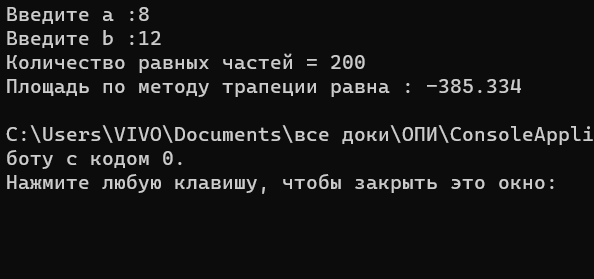 Введите a :8
Введите b :12
Количество равных частей = 200
Площадь по методу трапеции равна : -385.334
C:\Users\VIVO\Documents\все доки\ОПИ\ConsoleAppli
боту с кодом 0.
Нажмите любую клавишу, чтобы закрыть это окно: